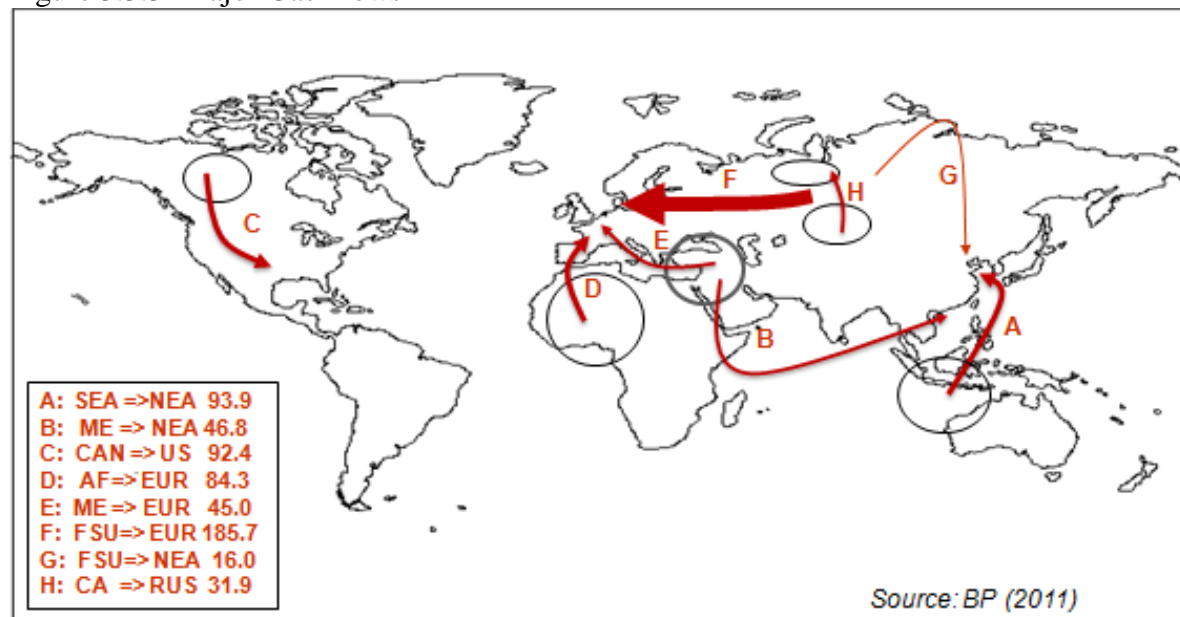 C
F
G
H
E
D
B
A
A: SEA =>NEA 93.9
B: ME => NEA 46.8
C: CAN=> US 92.4
D: AF=> EUR 84.3
E: ME => EUR 45.0
F: FSU=> EUR 185.7
G: FSU=> NEA 16.0
H: CA => RUS 31.9
Source: BP (2011)